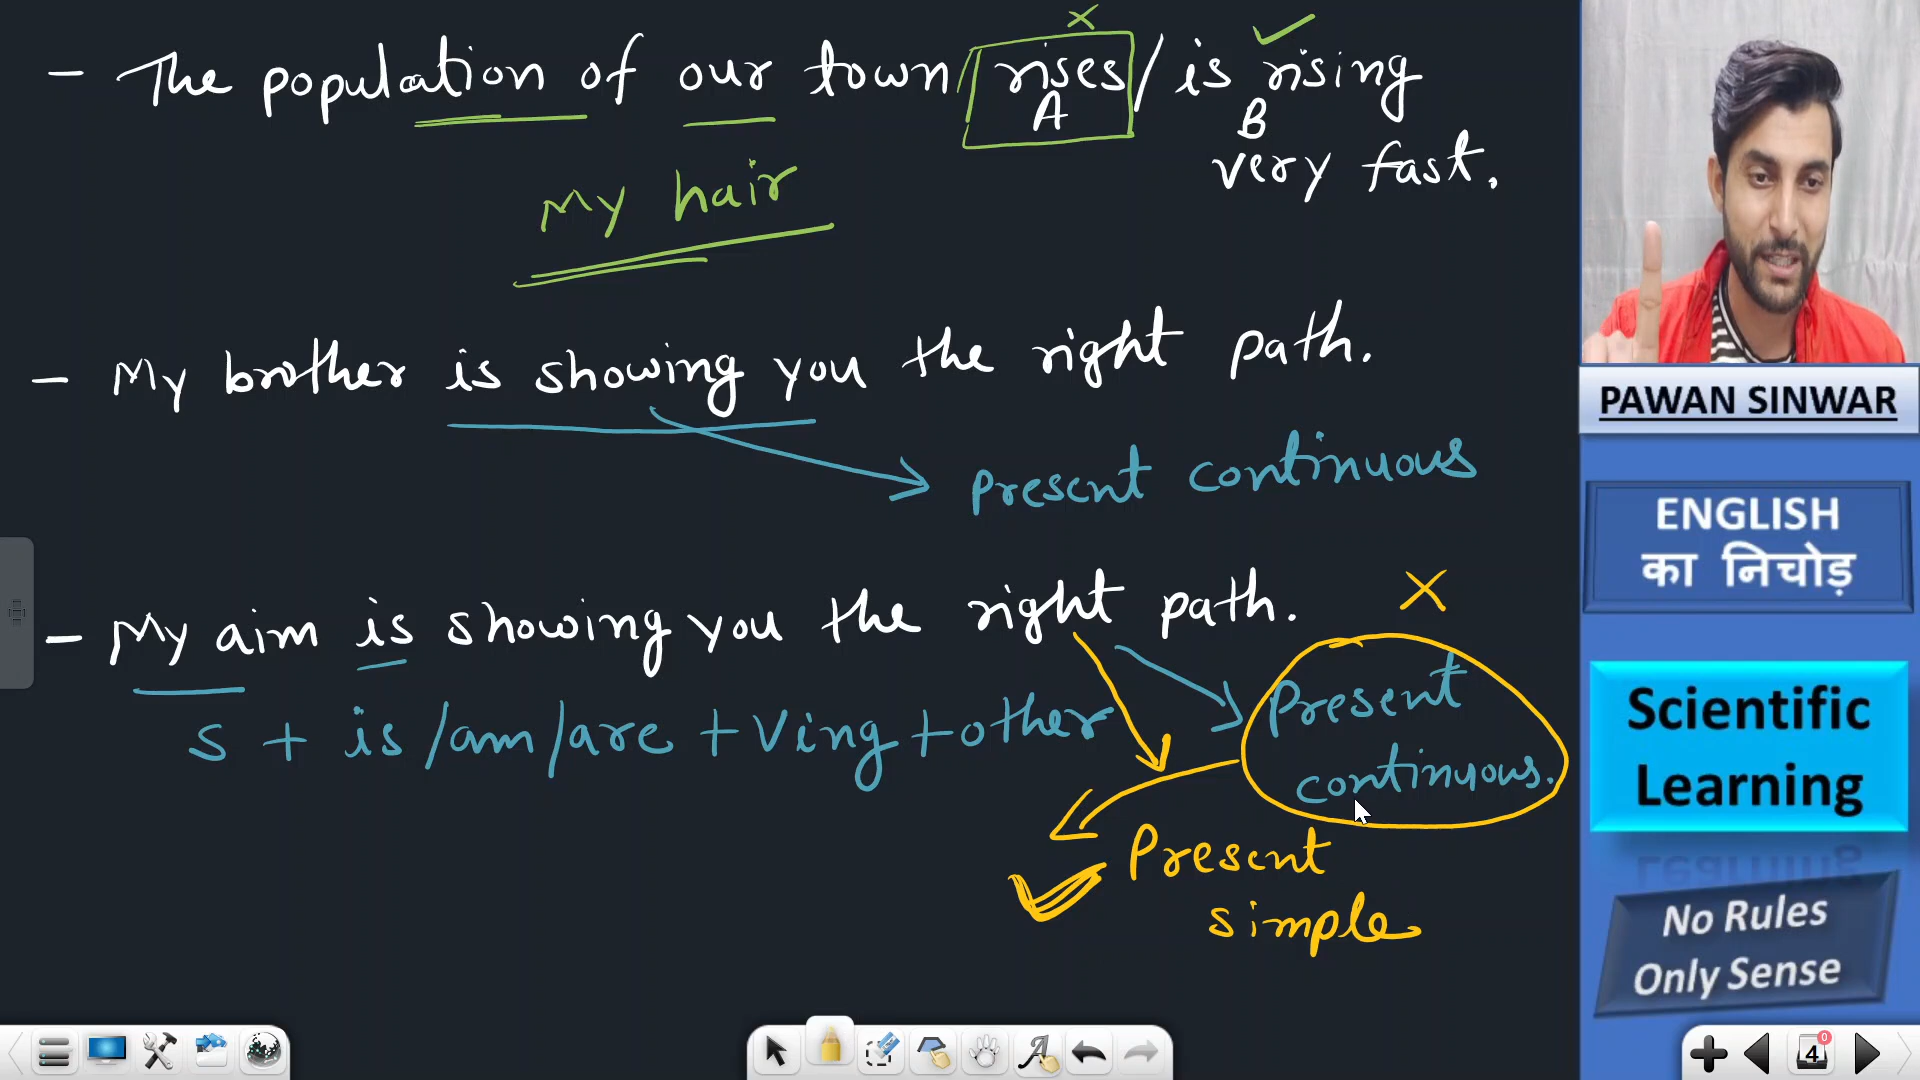 - The population of our town / rises / is rising
A B
very fast.
My hair
- My brother is showing you the right path.
Present continuous
- My aim is showing you the right path. X
S + is/am/are + Ving + other
Present
continuous.
Present
simple
PAWAN SINWAR
ENGLISH
का निचोड़
Scientific
Learning
No Rules
Only Sense
4
0